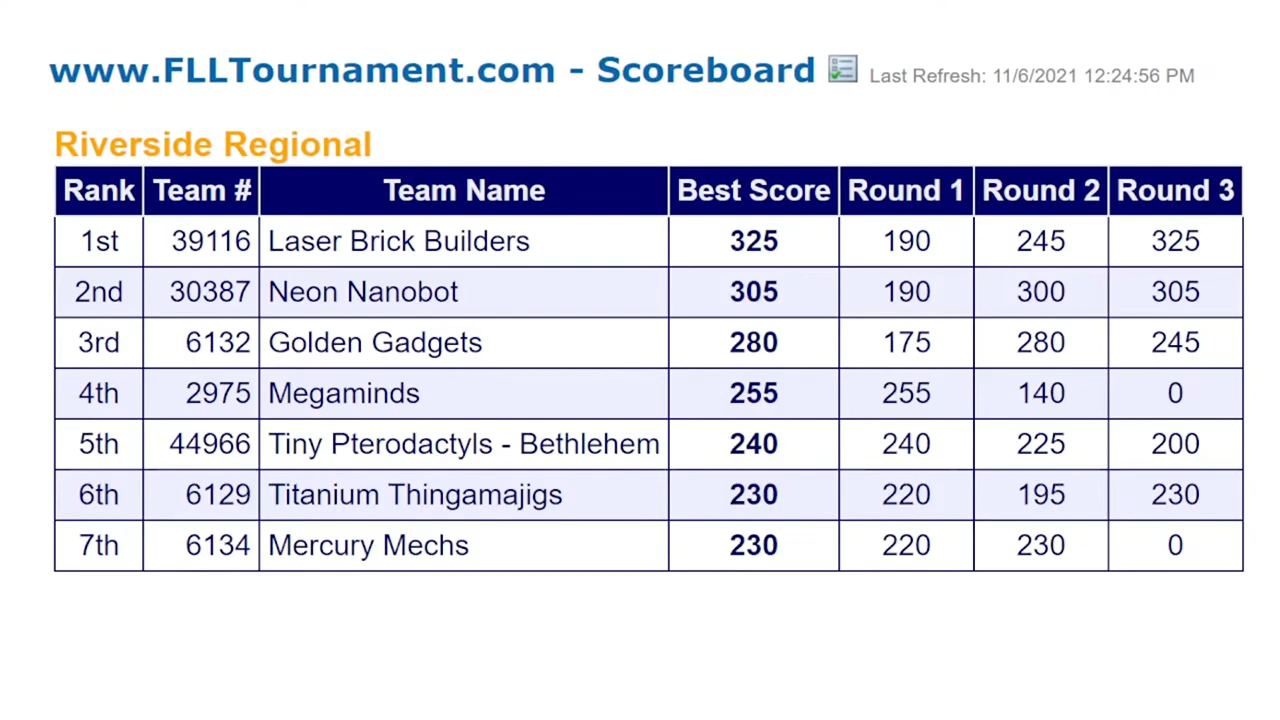 www.FLLTournament.com - Scoreboard Last Refresh: 11/6/2021 12:24:56 PM
Riverside Regional
Rank Team # Team Name Best Score Round 1 Round 2 Round 3
1st 39116 Laser Brick Builders 325 190 245 325
2nd 30387 Neon Nanobot 305 190 300 305
3rd 6132 Golden Gadgets 280 175 280 245
4th 2975 Megaminds 255 255 140 0
5th 44966 Tiny Pterodactyls - Bethlehem 240 240 225 200
6th 6129 Titanium Thingamajigs 230 220 195 230
7th 6134 Mercury Mechs 230 220 230 0